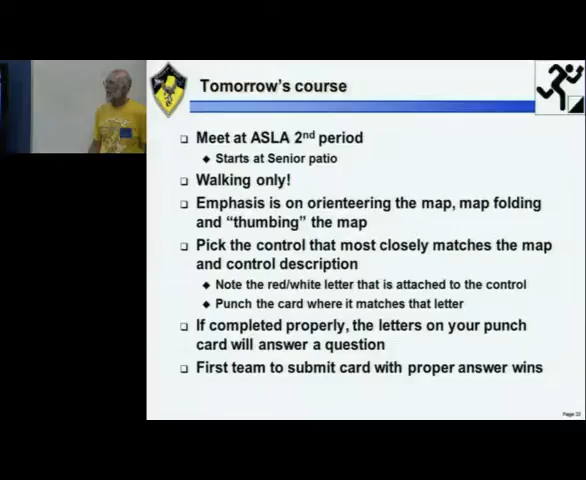 Tomorrow's course
Meet at ASLA 2nd period
Starts at Senior patio
Walking only!
Emphasis is on orienteering the map, map folding
and “thumbing” the map
Pick the control that most closely matches the map
and control description
Note the red/white letter that is attached to the control
Punch the card where it matches that letter
If completed properly, the letters on your punch
card will answer a question
First team to submit card with proper answer wins